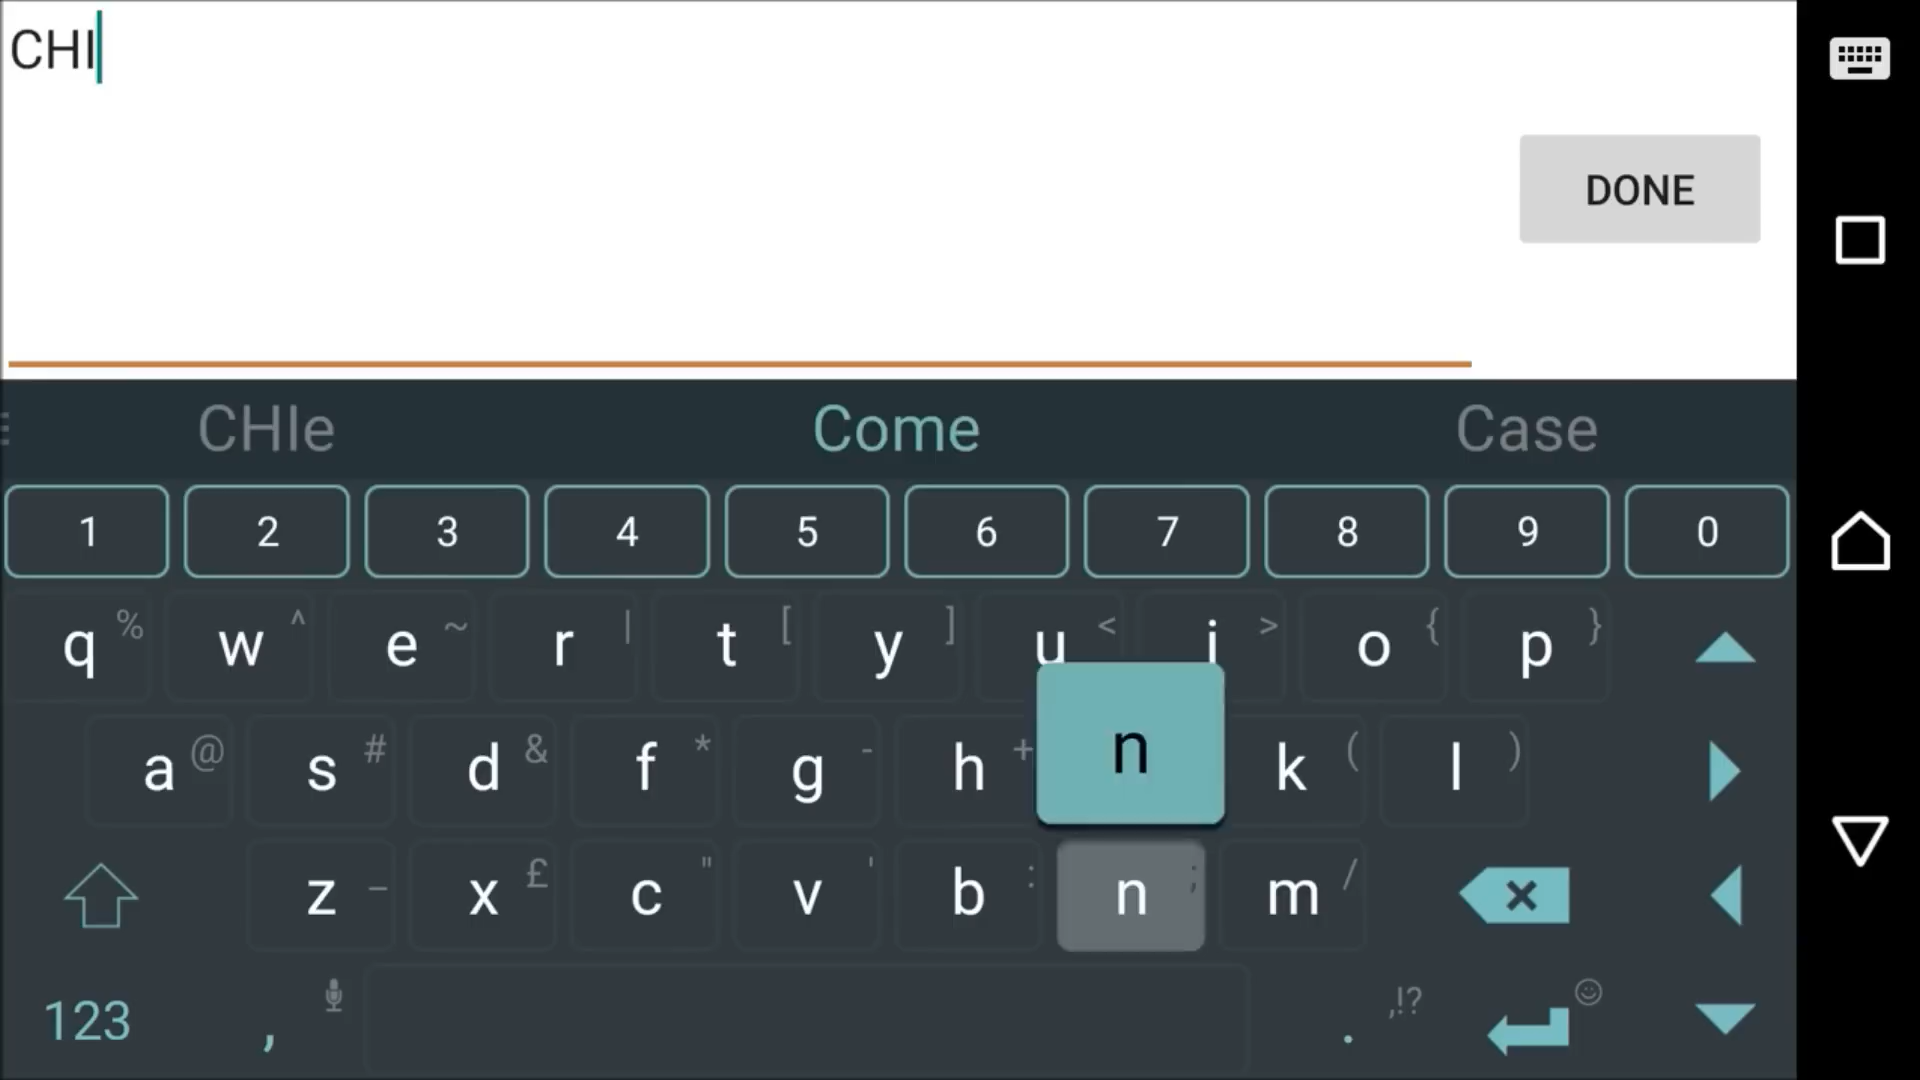 CHI
DONE
CHIe Come Case
1 2 3 4 5 6 7 8 9 0
q % w ^ e ~ r | t [ y ] u < i > o { p }
a @ s # d & f * g - h + n k ( l )
z _ x £ c " v ' b : n ; m /
123 , . ,!?